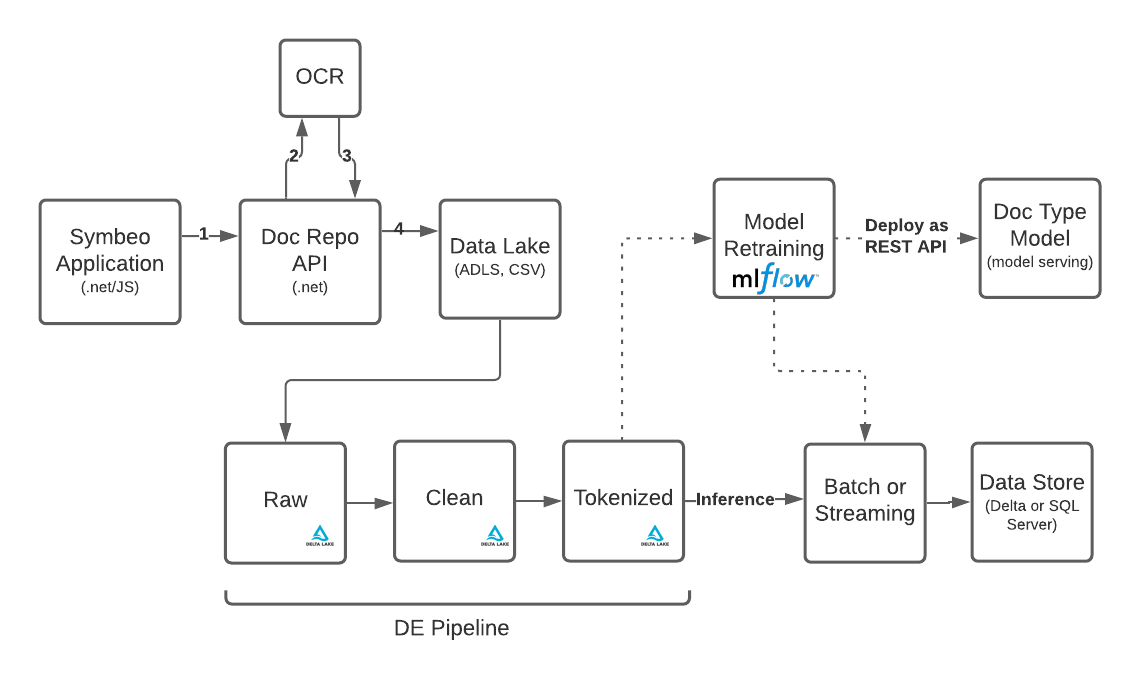 OCR
2
3
Symbeo
Application
(.net/JS)
1
Doc Repo
API
(.net)
4
Data Lake
(ADLS, CSV)
Model
Retraining
mlflow™
Deploy as
REST API
Doc Type
Model
(model serving)
Raw
DELTA LAKE
Clean
DELTA LAKE
Tokenized
DELTA LAKE
Inference
Batch or
Streaming
Data Store
(Delta or SQL
Server)
DE Pipeline